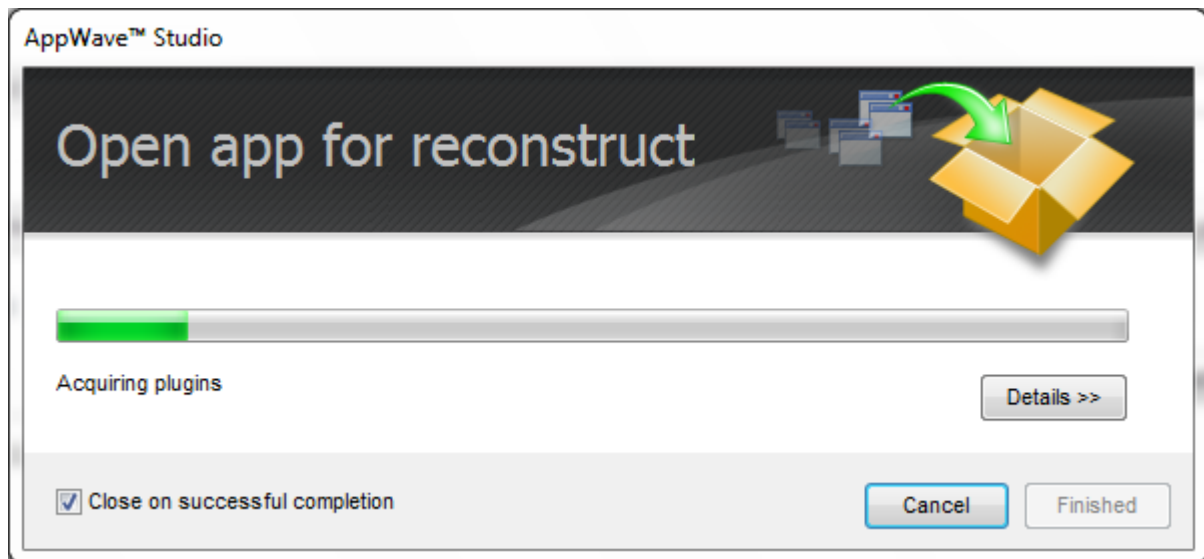 AppWave™ Studio
Open app for reconstruct
Acquiring plugins
Details >>
Close on successful completion
Cancel
Finished